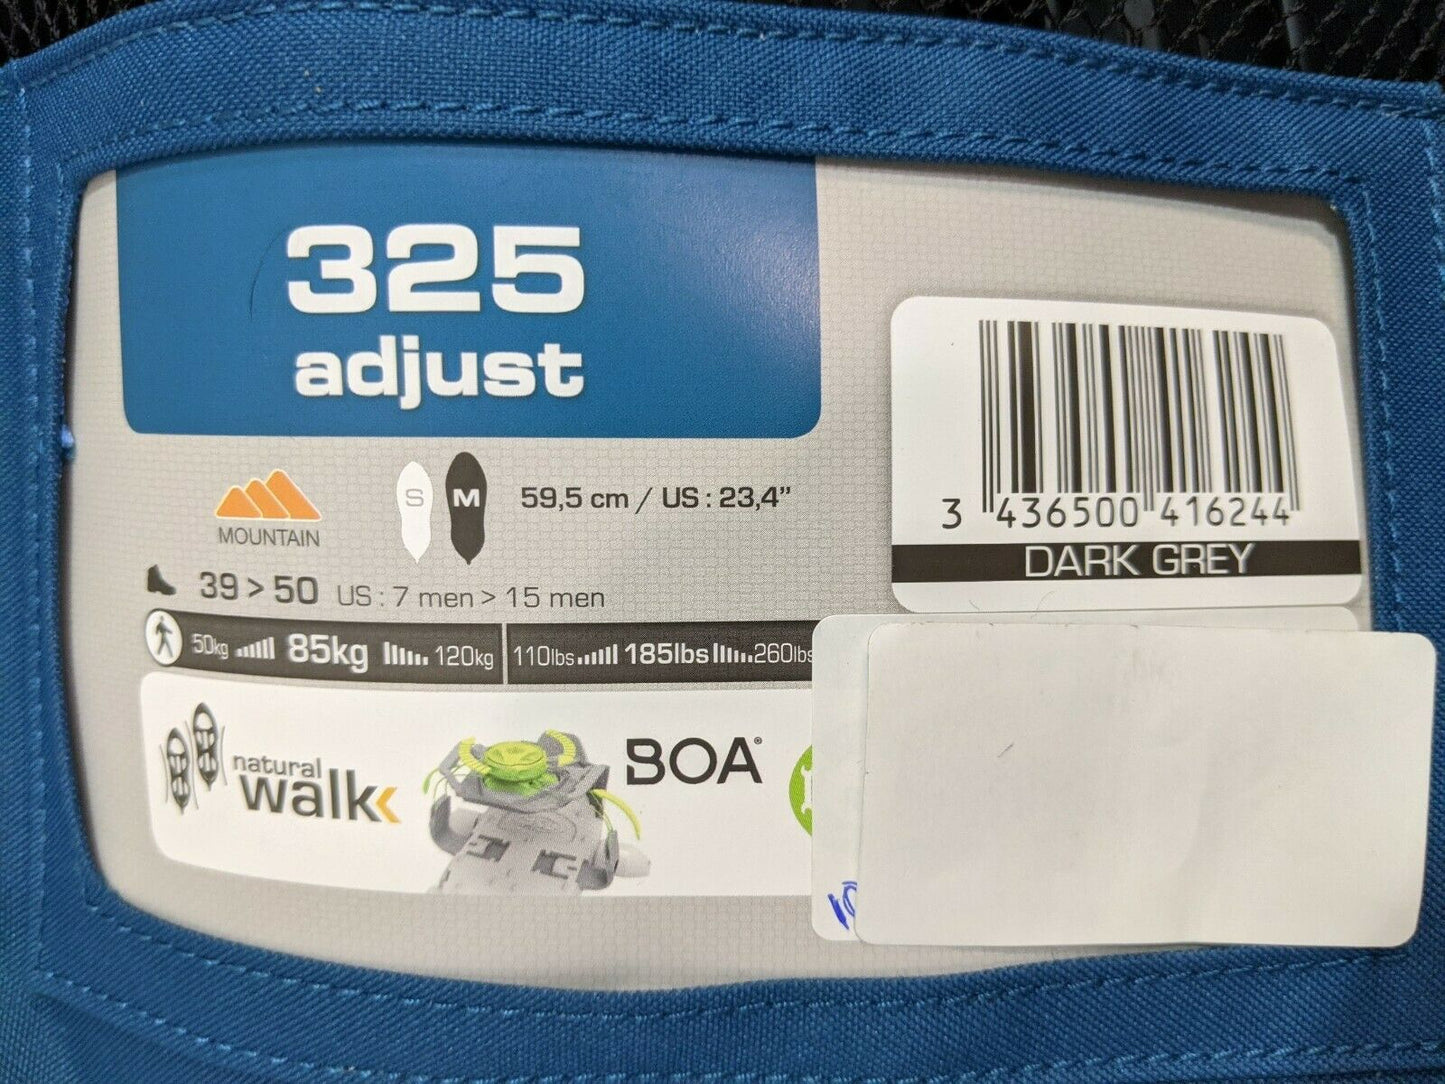 325
adjust
MOUNTAIN
S
M
59,5 cm / US : 23,4”
39 > 50 US : 7 men > 15 men
50kg 85kg 120kg
110lbs 185lbs 260lbs
natural
walk
BOA®
3 436500 416244
DARK GREY